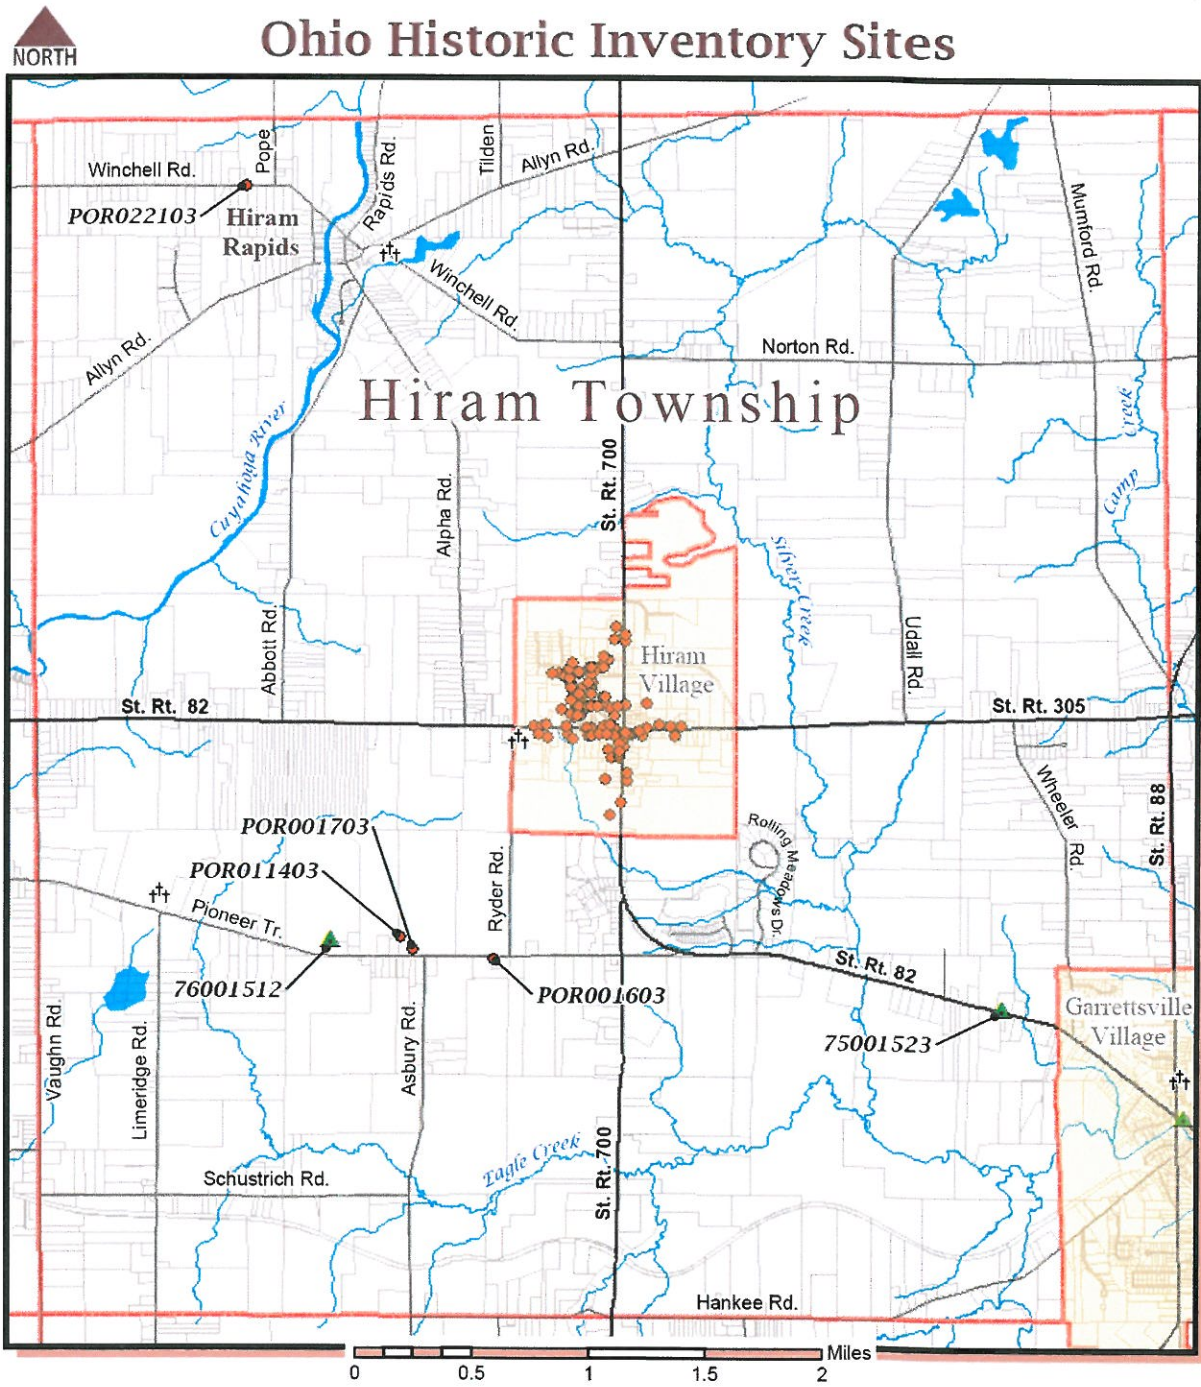 Ohio Historic Inventory Sites
NORTH
Pope
Tilden
Allyn Rd.
Rapids Rd.
Winchell Rd.
POR022103
Hiram
Rapids
Mumford Rd.
Winchell Rd.
Allyn Rd.
Norton Rd.
Hiram Township
Cuyahoga River
St. Rt. 700
Alpha Rd.
Camp Creek
Silver Creek
Abbott Rd.
Hiram
Village
Udall Rd.
St. Rt. 82
St. Rt. 305
Wheeler Rd.
St. Rt. 88
POR001703
Rolling Meadows Dr.
POR011403
Ryder Rd.
Pioneer Tr.
St. Rt. 82
76001512
POR001603
Garrettsville
Village
75001523
Vaughn Rd.
Limeridge Rd.
Asbury Rd.
Eagle Creek
St. Rt. 700
Schustrich Rd.
Hankee Rd.
Miles
0 0.5 1 1.5 2